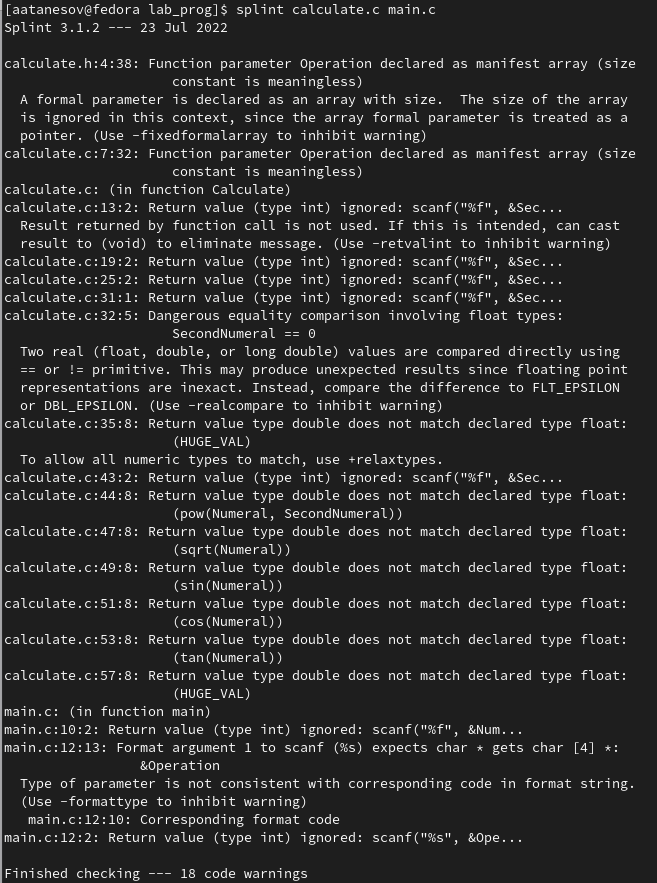 [aatanesov@fedora lab_prog]$ splint calculate.c main.c
Splint 3.1.2 --- 23 Jul 2022
calculate.h:4:38: Function parameter Operation declared as manifest array (size
constant is meaningless)
A formal parameter is declared as an array with size.  The size of the array
is ignored in this context, since the array formal parameter is treated as a
pointer. (Use -fixedformalarray to inhibit warning)
calculate.c:7:32: Function parameter Operation declared as manifest array (size
constant is meaningless)
calculate.c: (in function Calculate)
calculate.c:13:2: Return value (type int) ignored: scanf("%f", &Sec...
Result returned by function call is not used. If this is intended, can cast
result to (void) to eliminate message. (Use -retvalint to inhibit warning)
calculate.c:19:2: Return value (type int) ignored: scanf("%f", &Sec...
calculate.c:25:2: Return value (type int) ignored: scanf("%f", &Sec...
calculate.c:31:1: Return value (type int) ignored: scanf("%f", &Sec...
calculate.c:32:5: Dangerous equality comparison involving float types:
SecondNumeral == 0
Two real (float, double, or long double) values are compared directly using
== or != primitive. This may produce unexpected results since floating point
representations are inexact. Instead, compare the difference to FLT_EPSILON
or DBL_EPSILON. (Use -realcompare to inhibit warning)
calculate.c:35:8: Return value type double does not match declared type float:
(HUGE_VAL)
To allow all numeric types to match, use +relaxtypes.
calculate.c:43:2: Return value (type int) ignored: scanf("%f", &Sec...
calculate.c:44:8: Return value type double does not match declared type float:
(pow(Numeral, SecondNumeral))
calculate.c:47:8: Return value type double does not match declared type float:
(sqrt(Numeral))
calculate.c:49:8: Return value type double does not match declared type float:
(sin(Numeral))
calculate.c:51:8: Return value type double does not match declared type float:
(cos(Numeral))
calculate.c:53:8: Return value type double does not match declared type float:
(tan(Numeral))
calculate.c:57:8: Return value type double does not match declared type float:
(HUGE_VAL)
main.c: (in function main)
main.c:10:2: Return value (type int) ignored: scanf("%f", &Num...
main.c:12:13: Format argument 1 to scanf (%s) expects char * gets char [4] *:
&Operation
Type of parameter is not consistent with corresponding code in format string.
(Use -formattype to inhibit warning)
main.c:12:10: Corresponding format code
main.c:12:2: Return value (type int) ignored: scanf("%s", &Ope...
Finished checking --- 18 code warnings